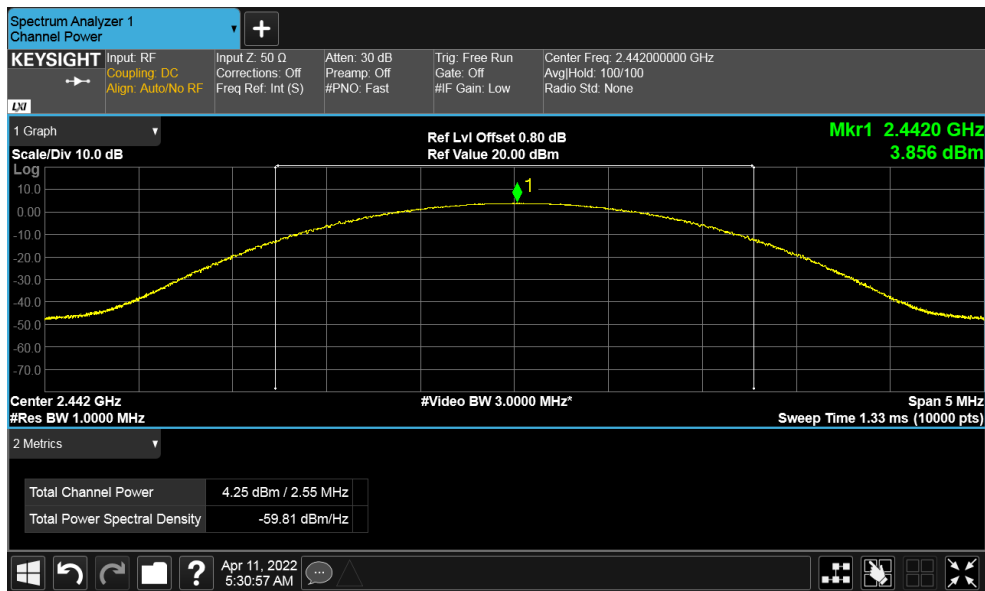 Spectrum Analyzer 1
Channel Power
+
KEYSIGHT
LXI
Input: RF
Coupling: DC
Align: Auto/No RF
Input Z: 50 Ω
Corrections: Off
Freq Ref: Int (S)
Atten: 30 dB
Preamp: Off
#PNO: Fast
Trig: Free Run
Gate: Off
#IF Gain: Low
Center Freq: 2.442000000 GHz
Avg|Hold: 100/100
Radio Std: None
1 Graph
Scale/Div 10.0 dB
Ref Lvl Offset 0.80 dB
Ref Value 20.00 dBm
Mkr1 2.4420 GHz
3.856 dBm
Log
10.0
0.00
-10.0
-20.0
-30.0
-40.0
-50.0
-60.0
-70.0
1
Center 2.442 GHz
#Res BW 1.0000 MHz
#Video BW 3.0000 MHz*
Span 5 MHz
Sweep Time 1.33 ms (10000 pts)
2 Metrics
Total Channel Power 4.25 dBm / 2.55 MHz
Total Power Spectral Density -59.81 dBm/Hz
?
Apr 11, 2022
5:30:57 AM